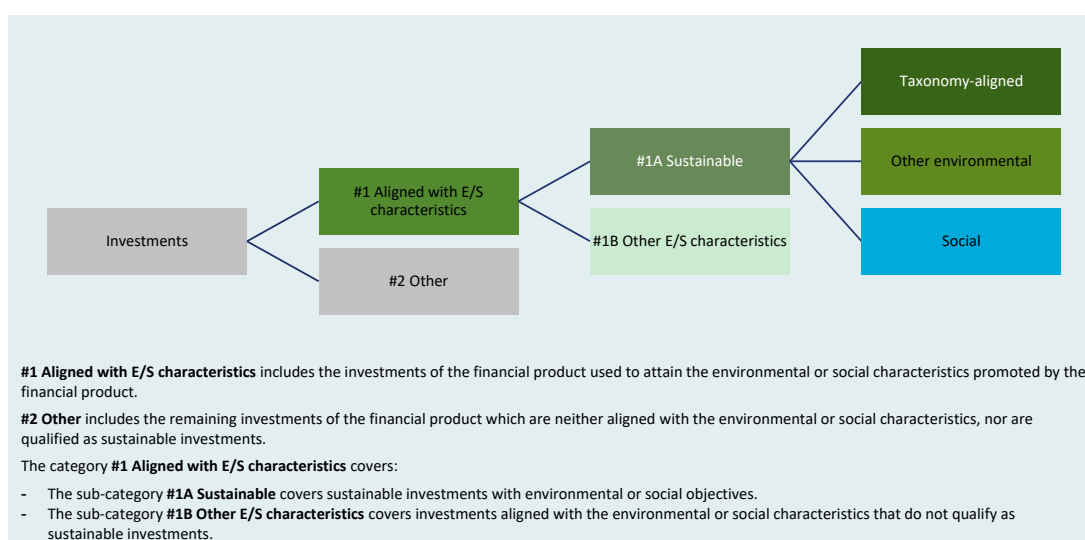 Taxonomy-aligned
#1A Sustainable
Other environmental
#1 Aligned with E/S
characteristics
Investments
#1B Other E/S characteristics
Social
#2 Other
#1 Aligned with E/S characteristics includes the investments of the financial product used to attain the environmental or social characteristics promoted by the
financial product.
#2 Other includes the remaining investments of the financial product which are neither aligned with the environmental or social characteristics, nor are
qualified as sustainable investments.
The category #1 Aligned with E/S characteristics covers:
- The sub-category #1A Sustainable covers sustainable investments with environmental or social objectives.
- The sub-category #1B Other E/S characteristics covers investments aligned with the environmental or social characteristics that do not qualify as
sustainable investments.